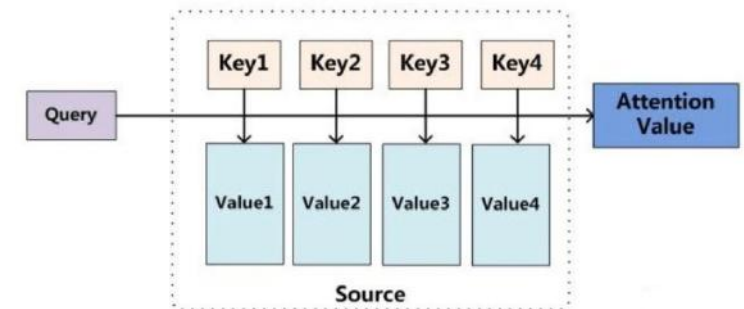 Key1 Key2 Key3 Key4
Query
Attention
Value
Value1 Value2 Value3 Value4
Source